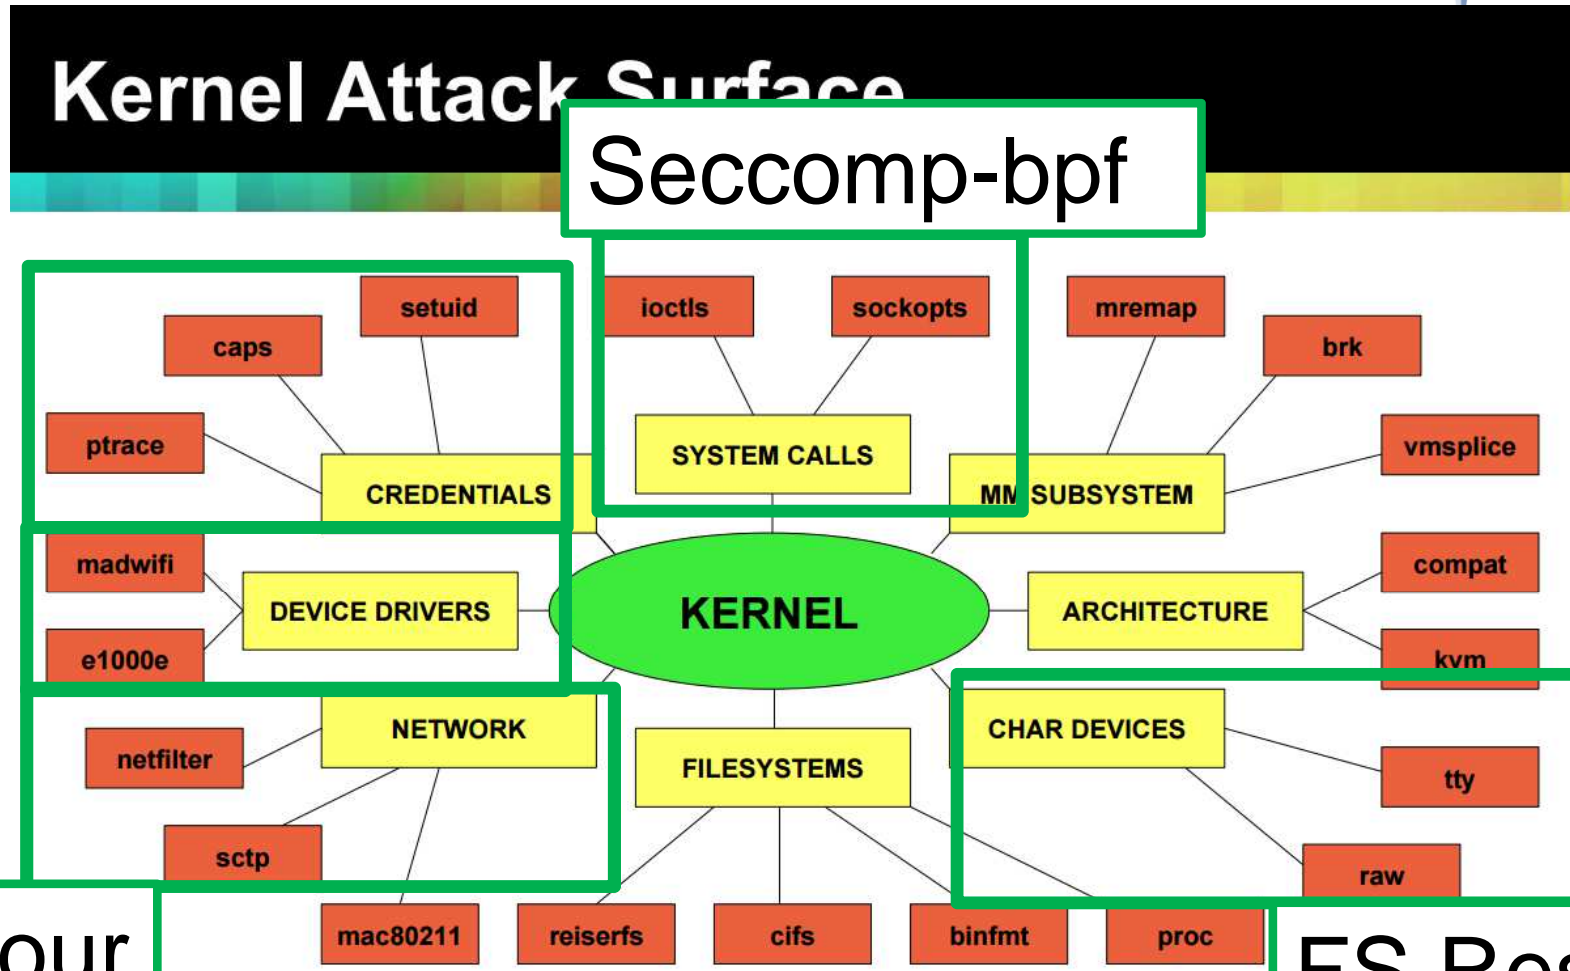 Kernel Attack Surface
Seccomp-bpf
setuid
ioctls
sockopts
mremap
caps
brk
ptrace
SYSTEM CALLS
vmsplice
CREDENTIALS
MM SUBSYSTEM
madwifi
compat
DEVICE DRIVERS
KERNEL
ARCHITECTURE
e1000e
kvm
NETWORK
CHAR DEVICES
netfilter
FILESYSTEMS
tty
sctp
raw
mac80211
reiserfs
cifs
binfmt
proc
FS